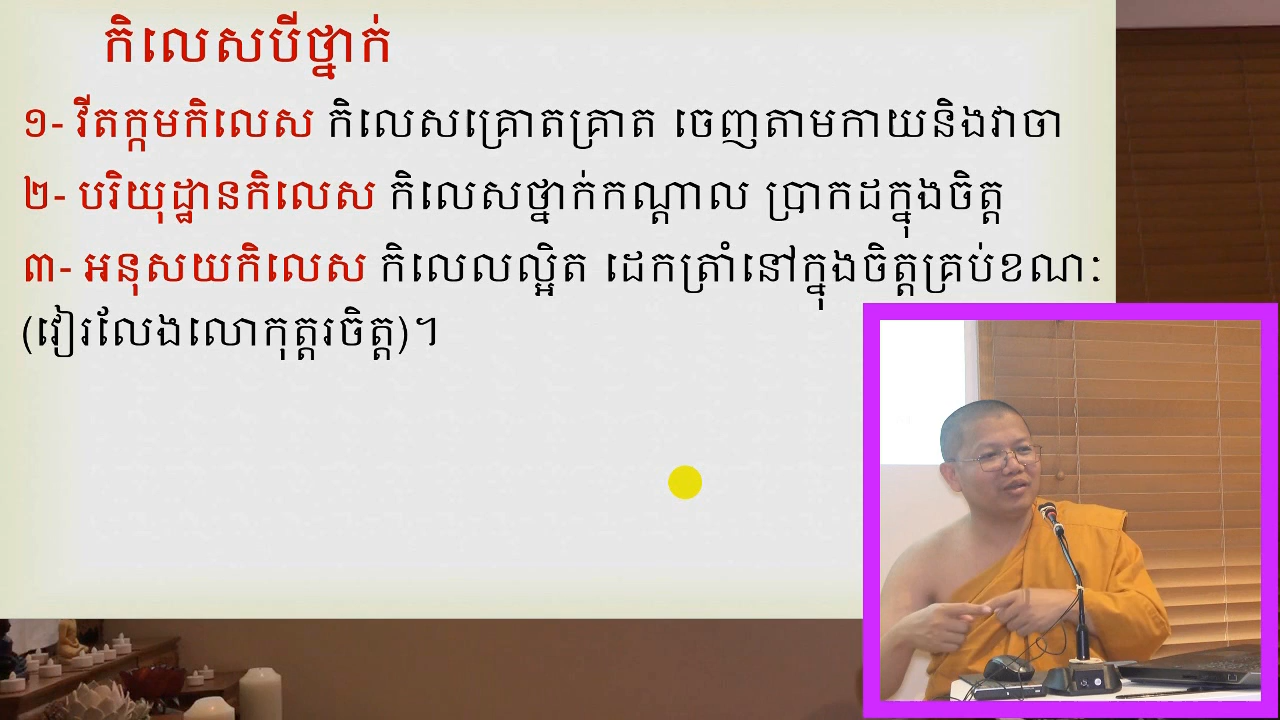 កិលេសបីថ្នាក់
១- វីតក្កមកិលេស កិលេសគ្រោតគ្រាត ចេញតាមកាយនិងវាចា
២- បរិយុដ្ឋានកិលេស កិលេសថ្នាក់កណ្ដាល ប្រាកដក្នុងចិត្ត
៣- អនុសយកិលេស កិលេលល្អិត ដេកត្រាំនៅក្នុងចិត្តគ្រប់ខណៈ
(វៀរលែងលោកុត្តរចិត្ត)។